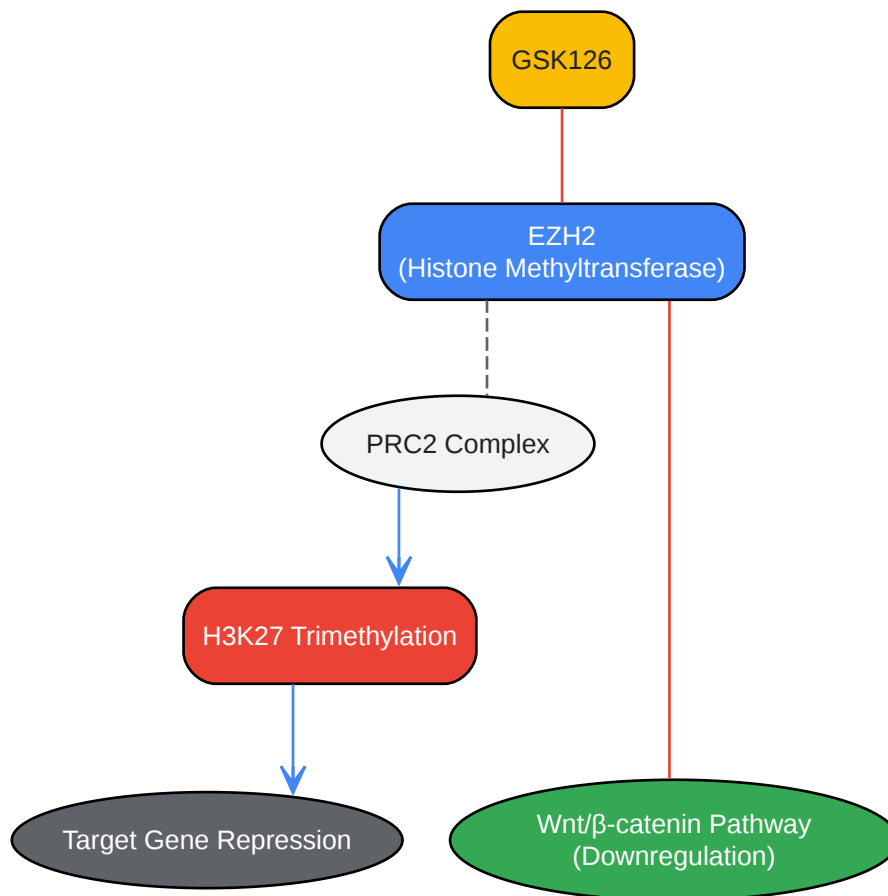 GSK126
EZH2
(Histone Methyltransferase)
PRC2 Complex
H3K27 Trimethylation
Target Gene Repression
Wnt/β-catenin Pathway
(Downregulation)